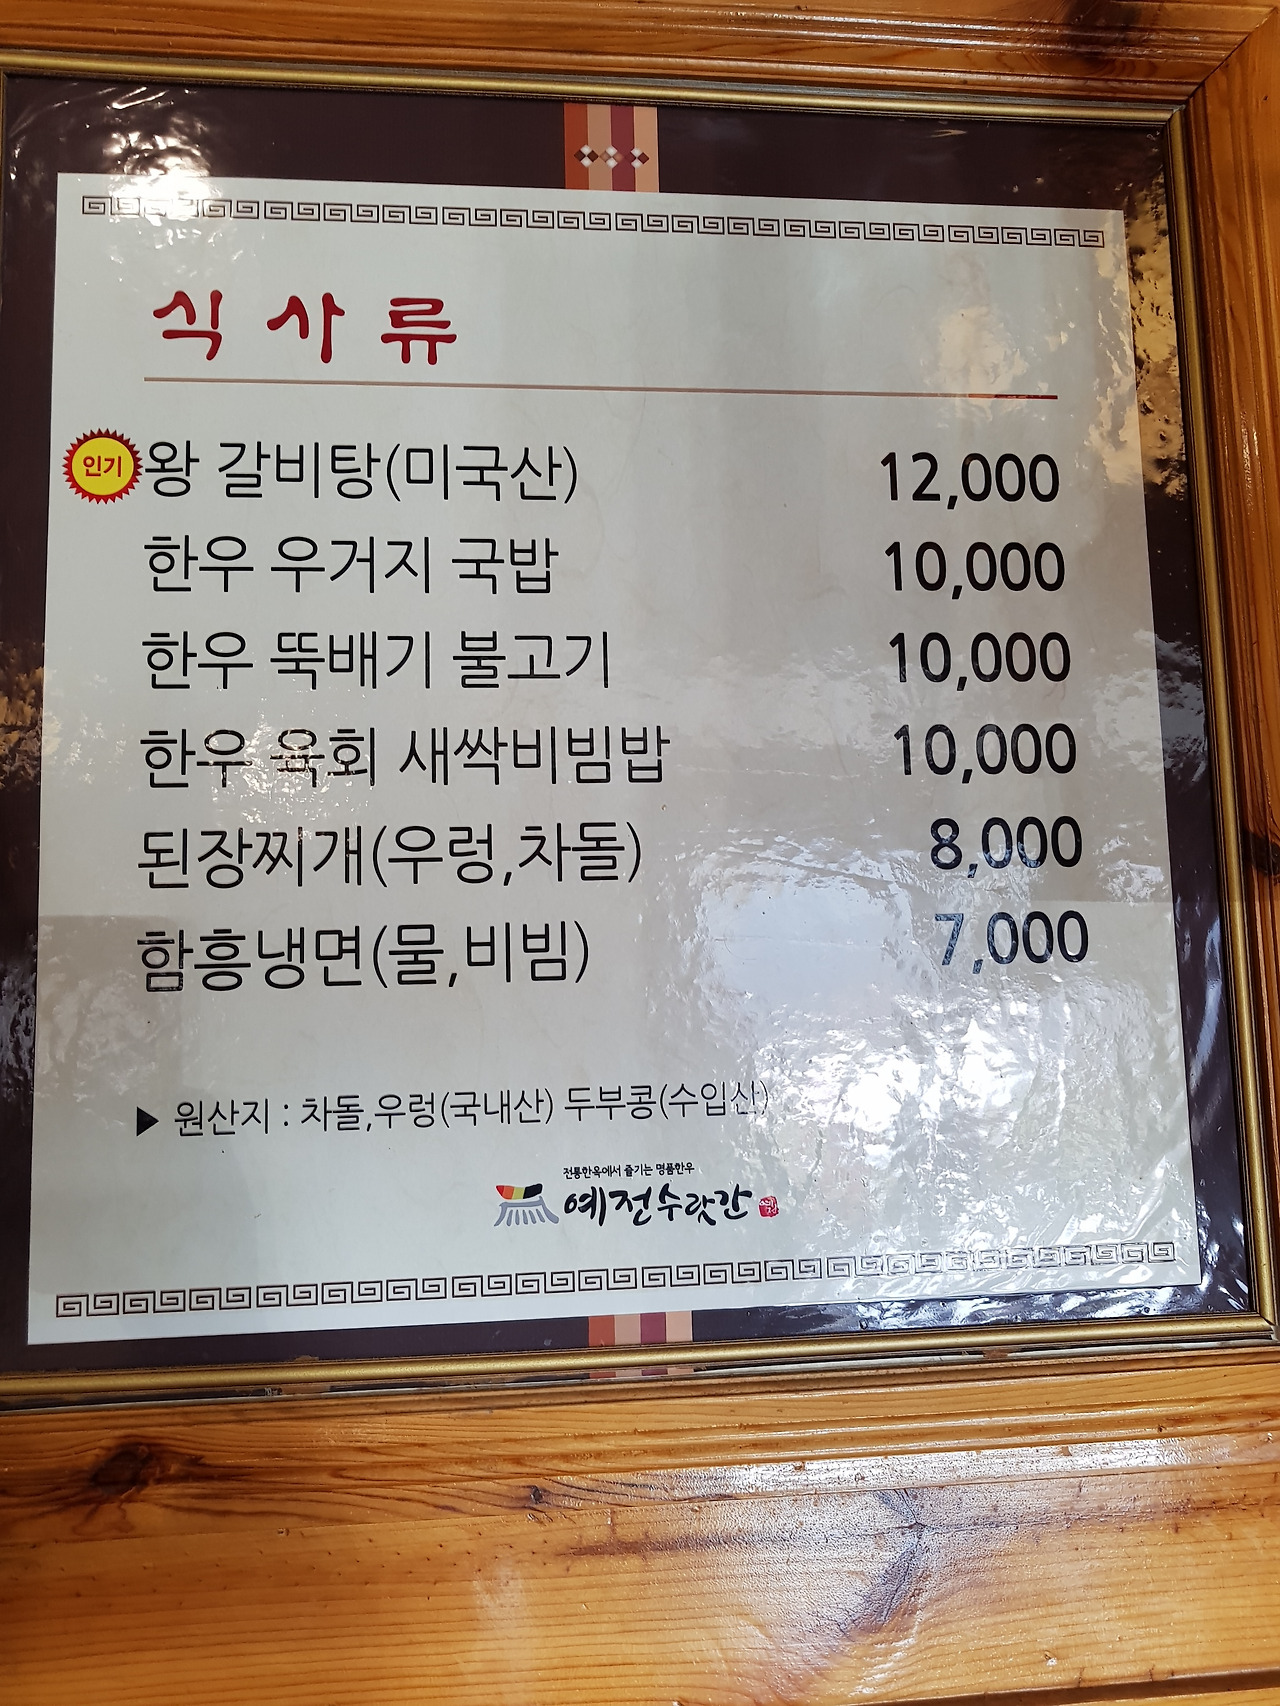 식사류
인기 왕 갈비탕(미국산) 12,000
한우 우거지 국밥 10,000
한우 뚝배기 불고기 10,000
한우 육회 새싹비빔밥 10,000
된장찌개(우렁,차돌) 8,000
함흥냉면(물,비빔) 7,000
▶ 원산지 : 차돌,우렁(국내산) 두부콩(수입산)
전통한옥에서 즐기는 명품한우
예전수랏간